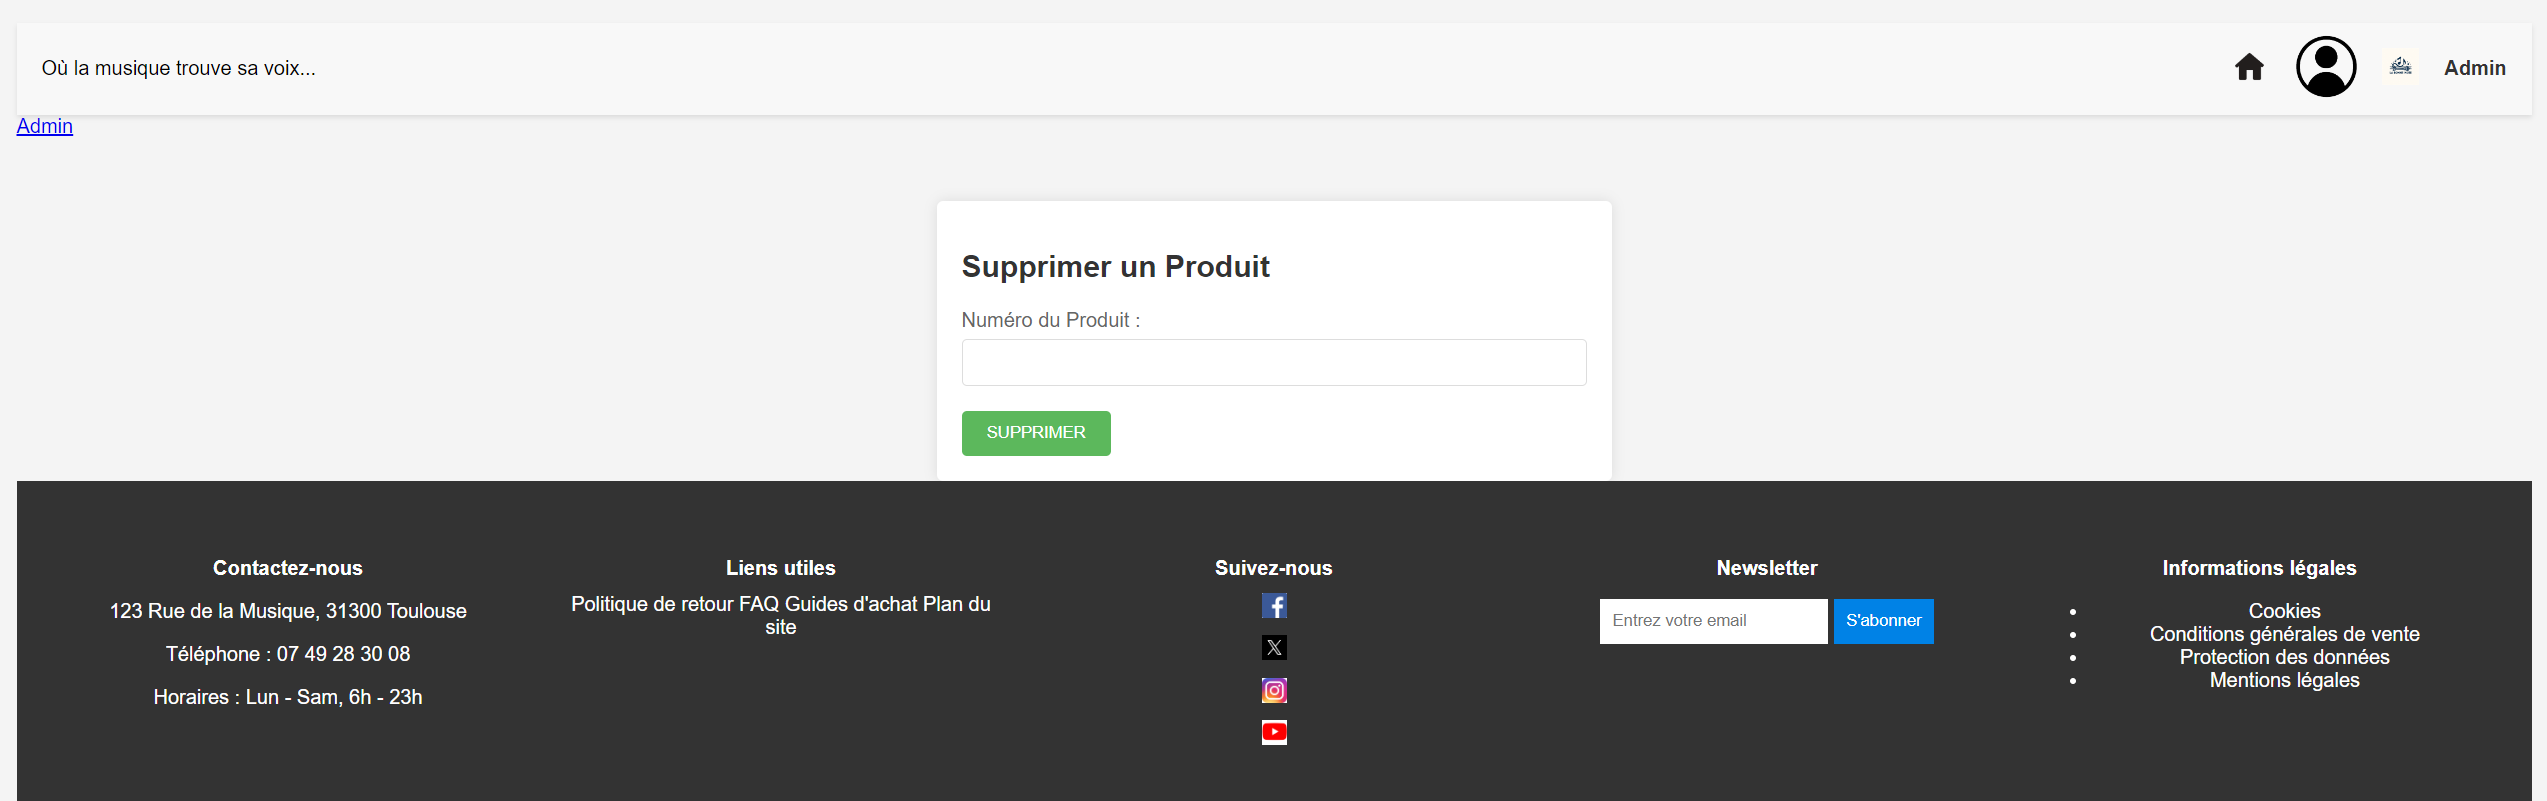 Où la musique trouve sa voix...
Admin
Admin
Supprimer un Produit
Numéro du Produit :
SUPPRIMER
Contactez-nous
123 Rue de la Musique, 31300 Toulouse
Téléphone : 07 49 28 30 08
Horaires : Lun - Sam, 6h - 23h
Liens utiles
Politique de retour FAQ Guides d'achat Plan du
site
Suivez-nous
Newsletter
Entrez votre email
S'abonner
Informations légales
Cookies
Conditions générales de vente
Protection des données
Mentions légales